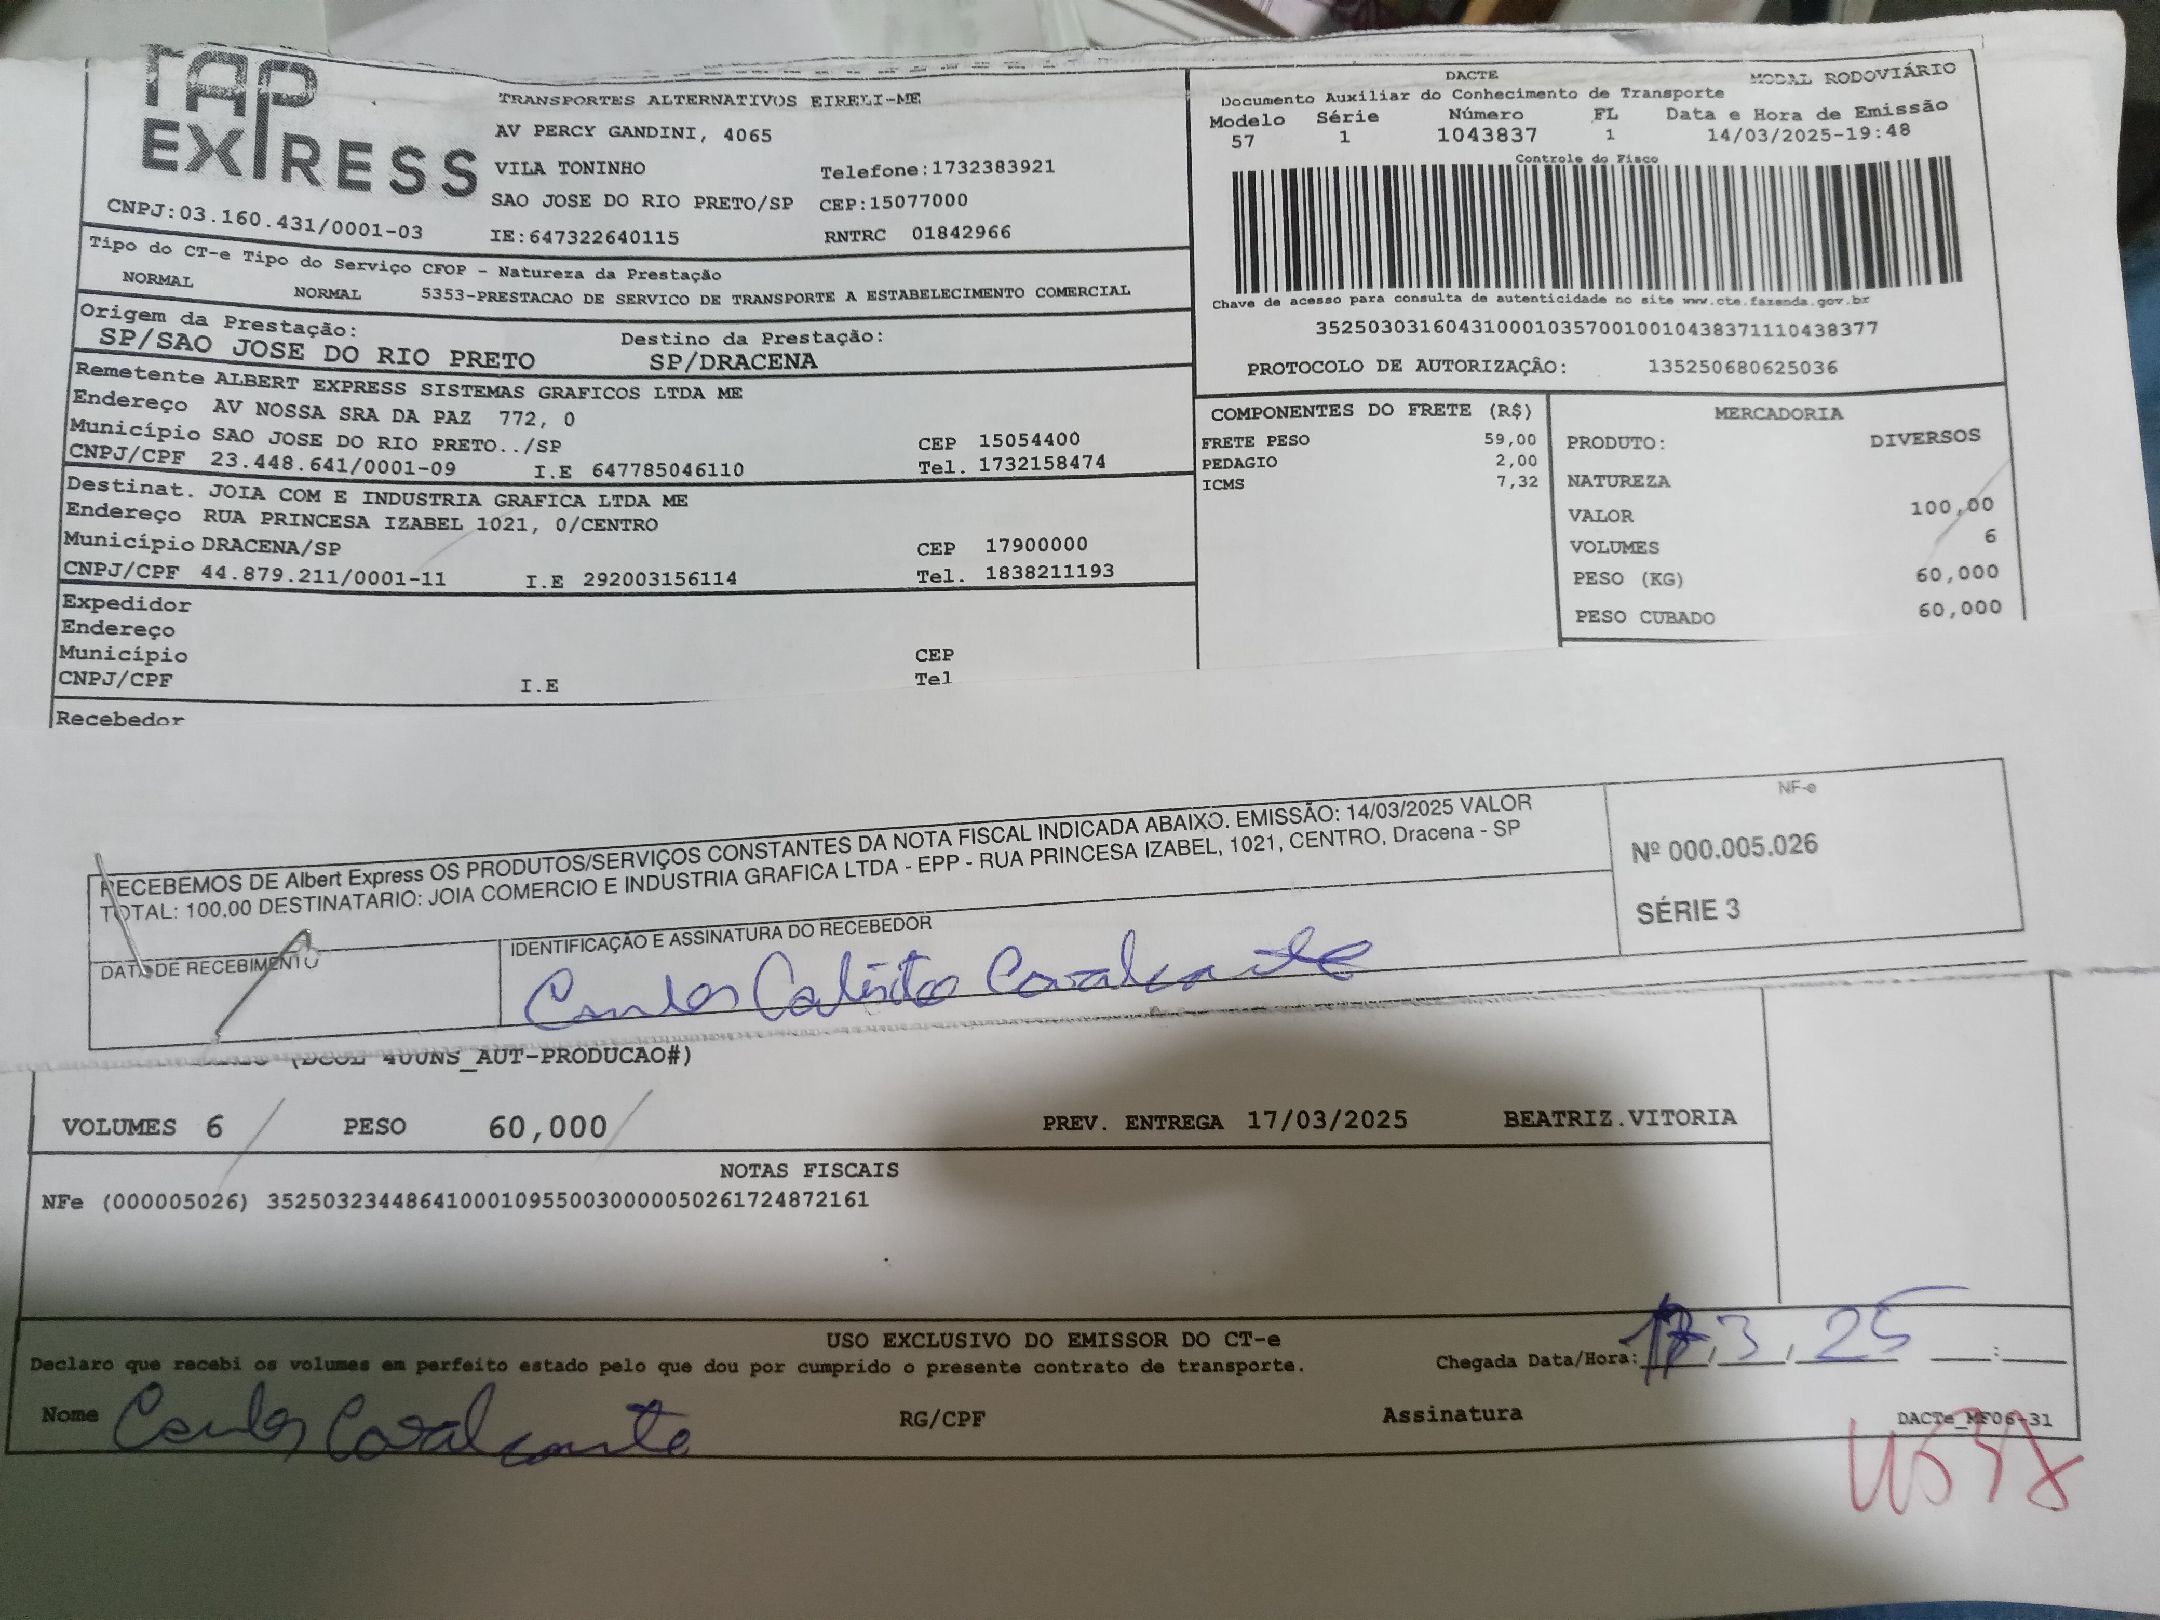 TAP
EXPRESS
TRANSPORTES ALTERNATIVOS EIRELI-ME
AV PERCY GANDINI, 4065
VILA TONINHO Telefone:1732383921
SAO JOSE DO RIO PRETO/SP CEP:15077000
CNPJ:03.160.431/0001-03 IE:647322640115 RNTRC 01842966
DACTE MODAL RODOVIÁRIO
Documento Auxiliar do Conhecimento de Transporte
Modelo Série Número FL Data e Hora de Emissão
57 1 1043837 1 14/03/2025-19:48
Controle do Fisco
Chave de acesso para consulta de autenticidade no site www.cte.fazenda.gov.br
35250303160431000103570010010438371110438377
PROTOCOLO DE AUTORIZAÇÃO: 135250680625036
Tipo do CT-e Tipo do Serviço CFOP - Natureza da Prestação
NORMAL NORMAL 5353-PRESTACAO DE SERVICO DE TRANSPORTE A ESTABELECIMENTO COMERCIAL
Origem da Prestação: Destino da Prestação:
SP/SAO JOSE DO RIO PRETO SP/DRACENA
Remetente ALBERT EXPRESS SISTEMAS GRAFICOS LTDA ME
Endereço AV NOSSA SRA DA PAZ 772, 0
Município SAO JOSE DO RIO PRETO../SP CEP 15054400
CNPJ/CPF 23.448.641/0001-09 I.E 647785046110 Tel. 1732158474
Destinat. JOIA COM E INDUSTRIA GRAFICA LTDA ME
Endereço RUA PRINCESA IZABEL 1021, 0/CENTRO
Município DRACENA/SP CEP 17900000
CNPJ/CPF 44.879.211/0001-11 I.E 292003156114 Tel. 1838211193
Expedidor
Endereço
Município CEP
CNPJ/CPF I.E Tel
Recebedor
COMPONENTES DO FRETE (R$)
FRETE PESO 59,00
PEDAGIO 2,00
ICMS 7,32
MERCADORIA
PRODUTO: DIVERSOS
NATUREZA
VALOR 100,00
VOLUMES 6
PESO (KG) 60,000
PESO CUBADO 60,000
RECEBEMOS DE Albert Express OS PRODUTOS/SERVIÇOS CONSTANTES DA NOTA FISCAL INDICADA ABAIXO. EMISSÃO: 14/03/2025 VALOR
TOTAL: 100,00 DESTINATARIO: JOIA COMERCIO E INDUSTRIA GRAFICA LTDA - EPP - RUA PRINCESA IZABEL, 1021, CENTRO, Dracena - SP
NF-e
Nº 000.005.026
SÉRIE 3
DATA DE RECEBIMENTO IDENTIFICAÇÃO E ASSINATURA DO RECEBEDOR
Carlos Calixto Cavalcante
400NS_AUT-PRODUCAO#)
VOLUMES 6 PESO 60,000 PREV. ENTREGA 17/03/2025 BEATRIZ.VITORIA
NOTAS FISCAIS
NFe (000005026) 35250323448641000109550030000050261724872161
USO EXCLUSIVO DO EMISSOR DO CT-e
Declaro que recebi os volumes em perfeito estado pelo que dou por cumprido o presente contrato de transporte. Chegada Data/Hora: 17, 3, 25 :
Nome Carlos Cavalcante RG/CPF Assinatura DACTe_MF06-31